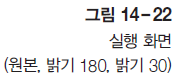 그림 14-22
실행 화면
(원본, 밝기 180, 밝기 30)